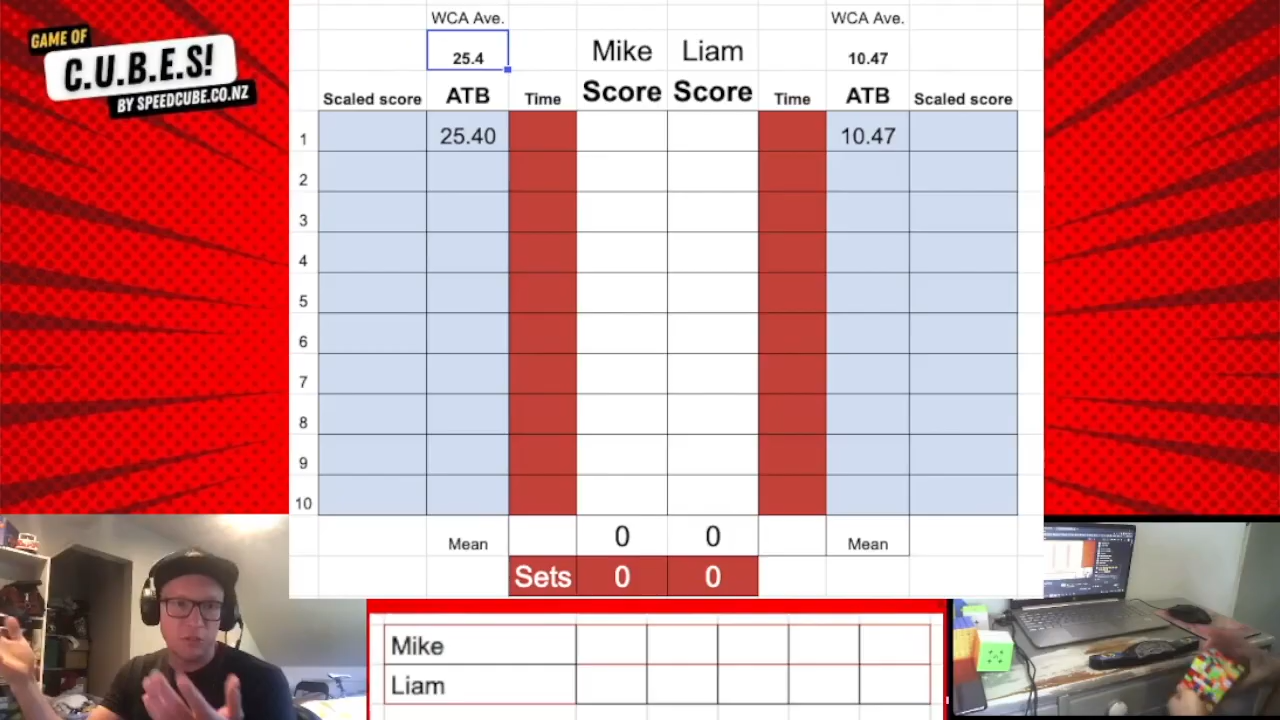 GAME OF
C.U.B.E.S!
BY SPEEDCUBE.CO.NZ
WCA Ave. WCA Ave.
25.4 Mike Liam 10.47
Scaled score ATB Time Score Score Time ATB Scaled score
1 25.40 10.47
2
3
4
5
6
7
8
9
10
Mean 0 0 Mean
Sets 0 0
Mike
Liam